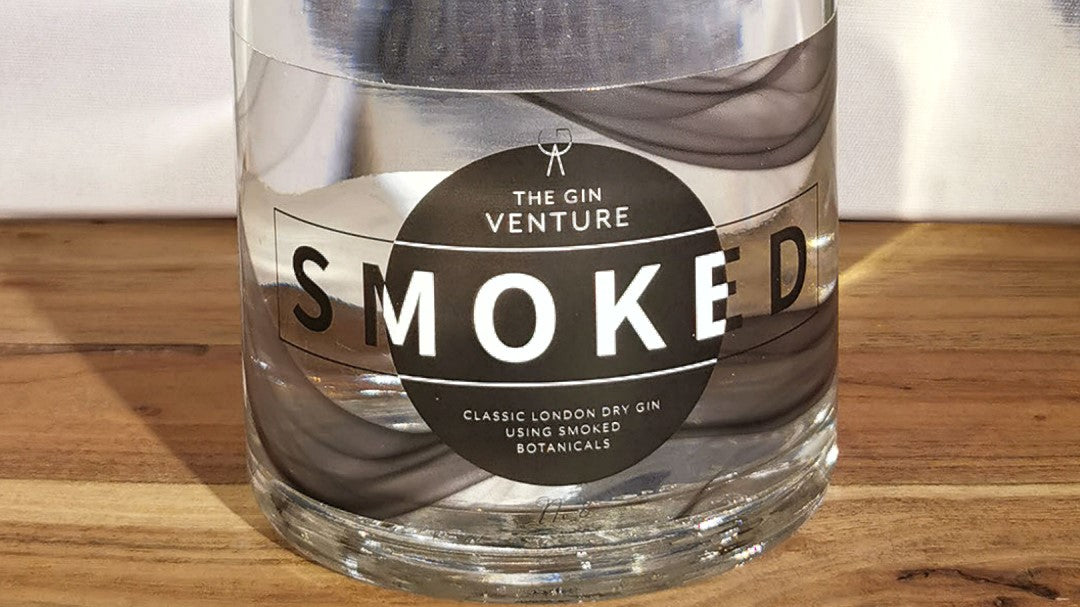 THE GIN
VENTURE
SMOKED
CLASSIC LONDON DRY GIN
USING SMOKED
BOTANICALS